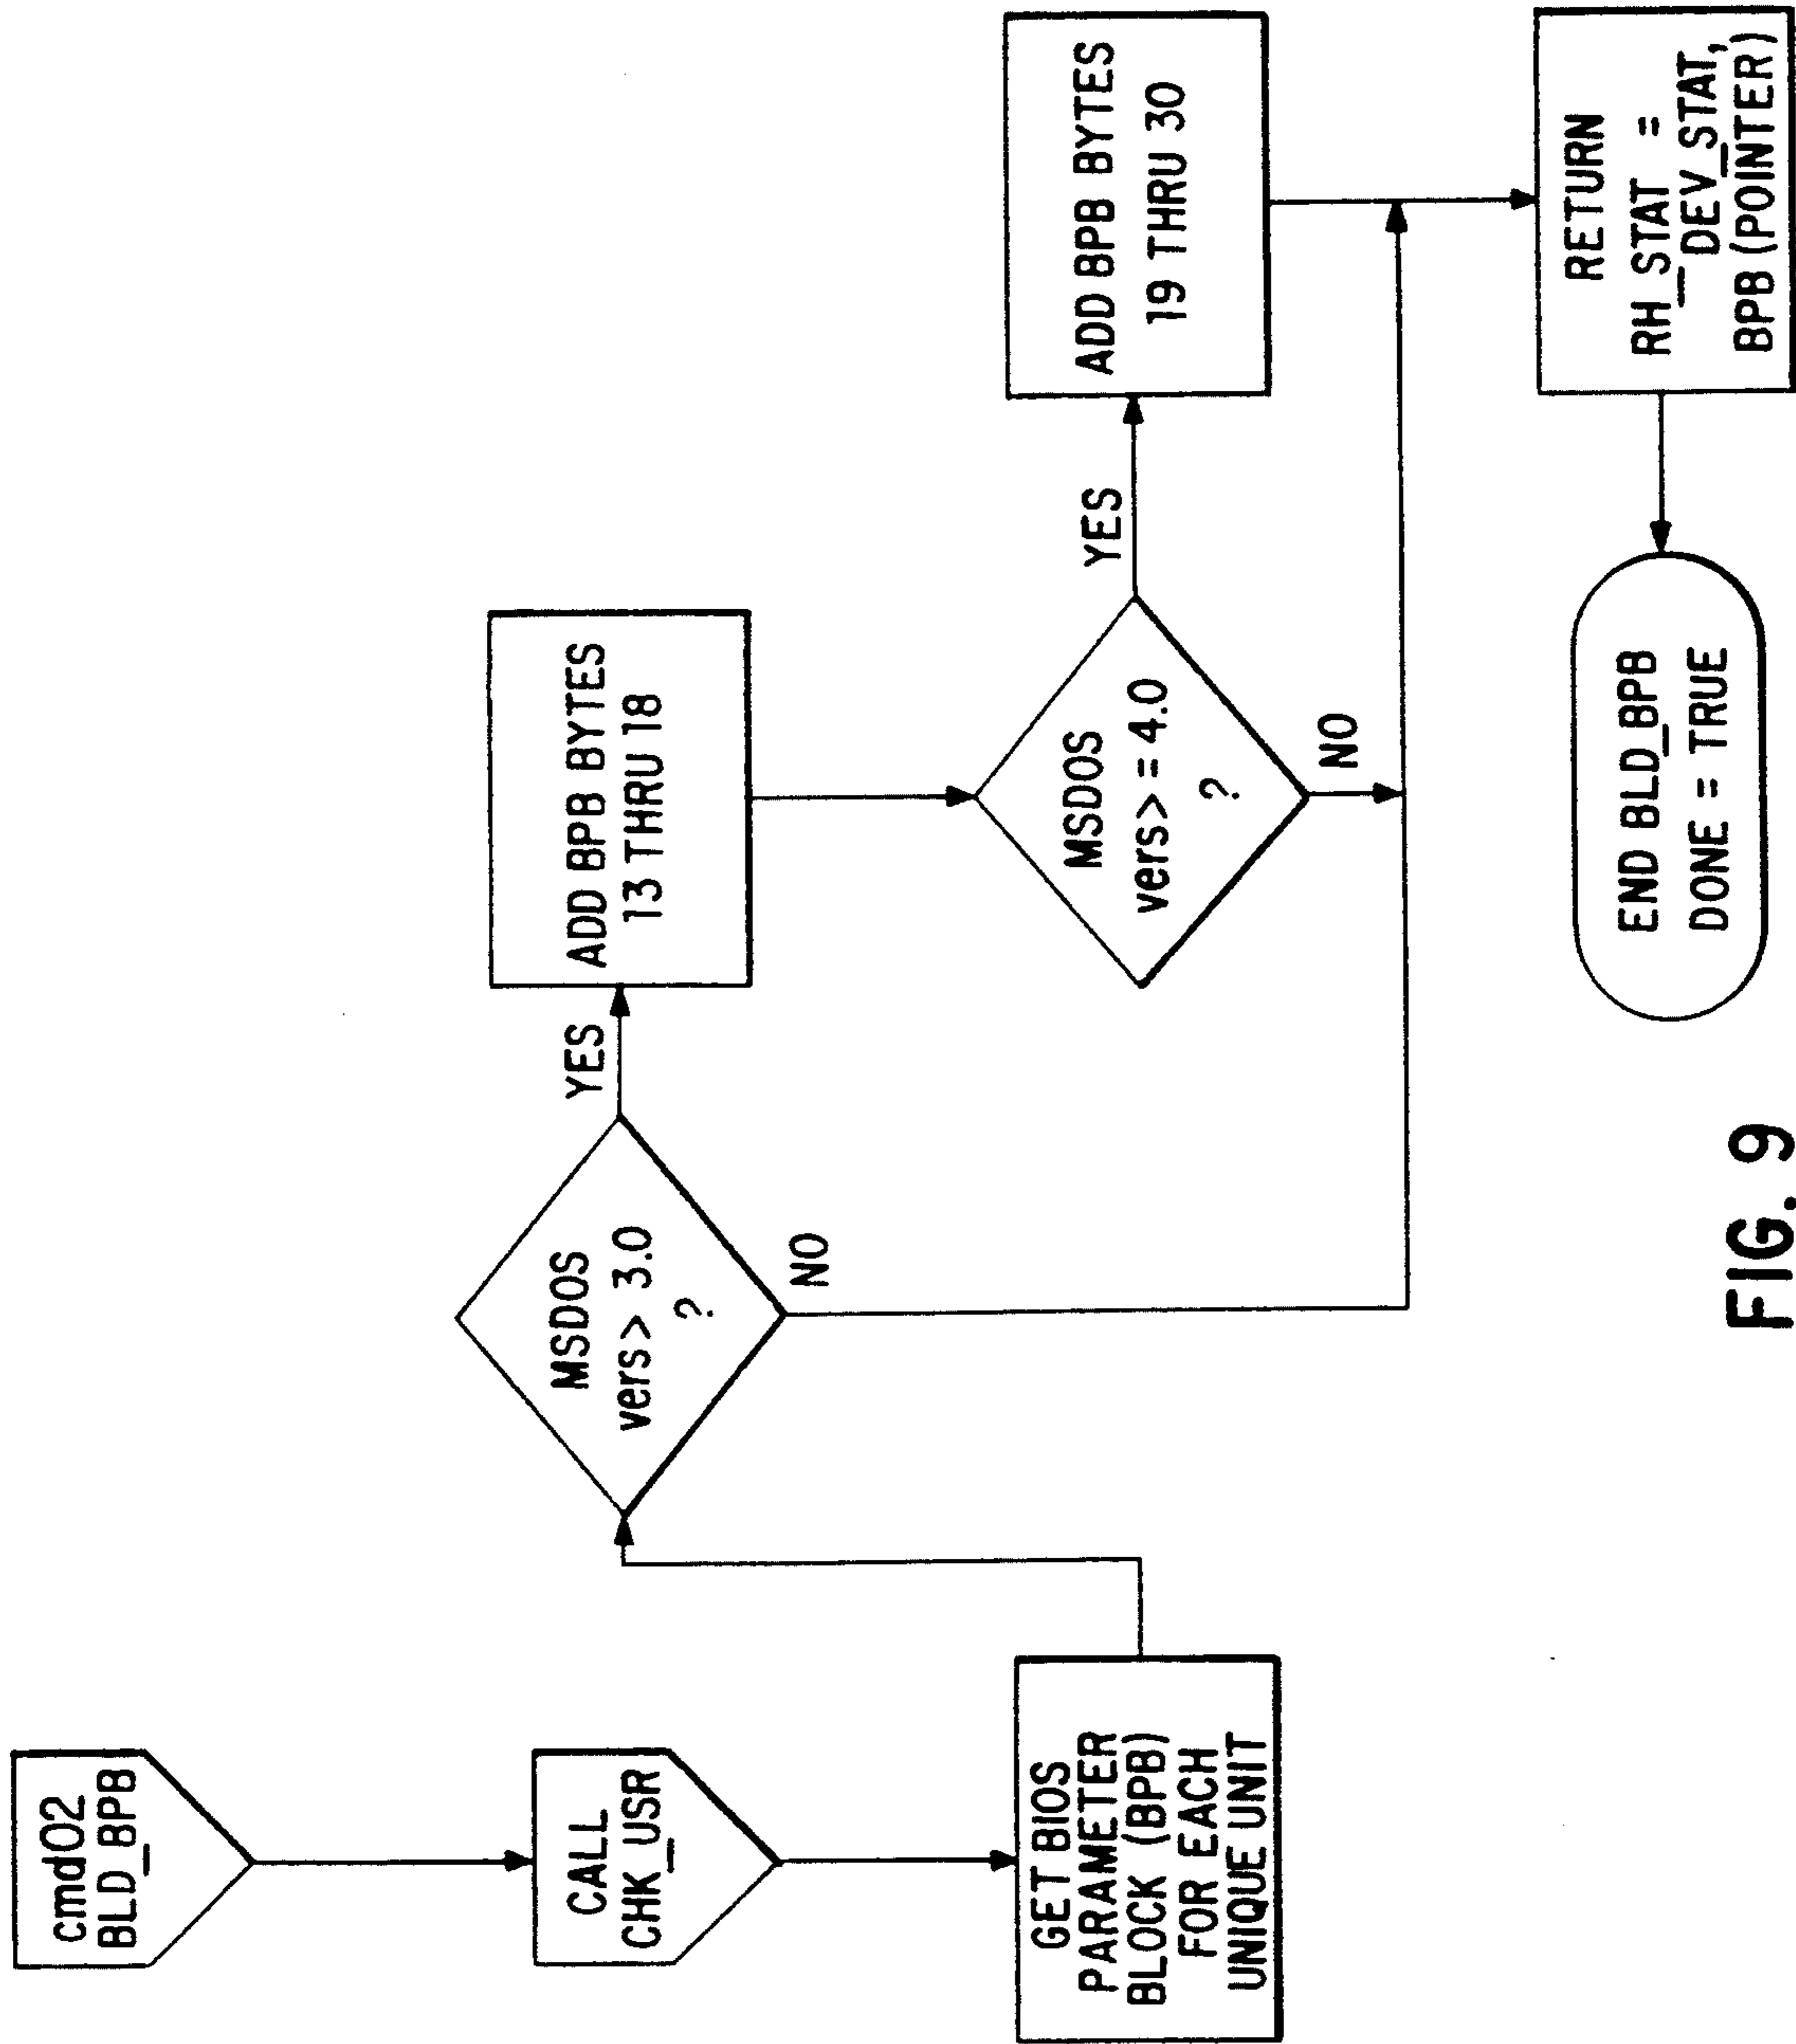 cmd02
BLD_BPB
CALL
CHK_USR
GET BIOS
PARAMETER
BLOCK (BPB)
FOR EACH
UNIQUE UNIT
MSDOS
vers> 3.0
?
YES
NO
ADD BPB BYTES
13 THRU 18
MSDOS
vers> = 4.0
?
YES
NO
ADD BPB BYTES
19 THRU 30
RETURN
RH_STAT =
DEV_STAT,
BPB (POINTER)
END BLD_BPB
DONE = TRUE
FIG. 9